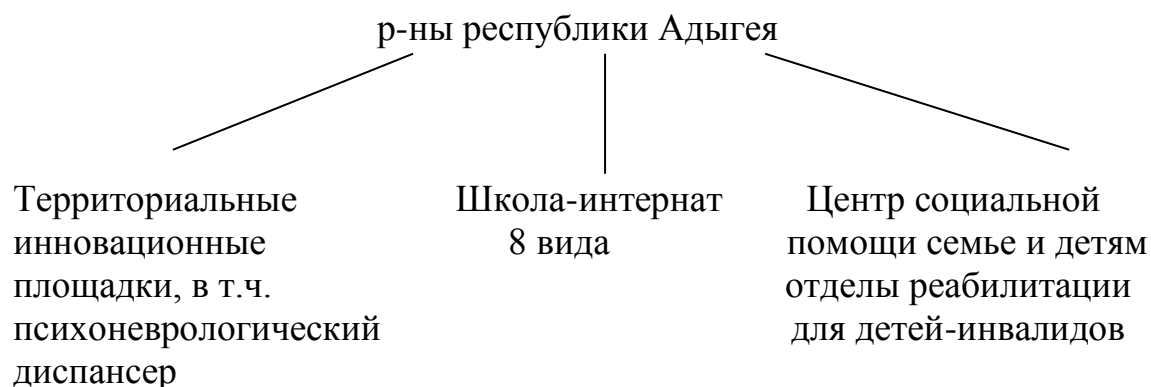 р-ны республики Адыгея
Территориальные
инновационные
площадки, в т.ч.
психоневрологический
диспансер
Школа-интернат
8 вида
Центр социальной
помощи семье и детям
отделы реабилитации
для детей-инвалидов